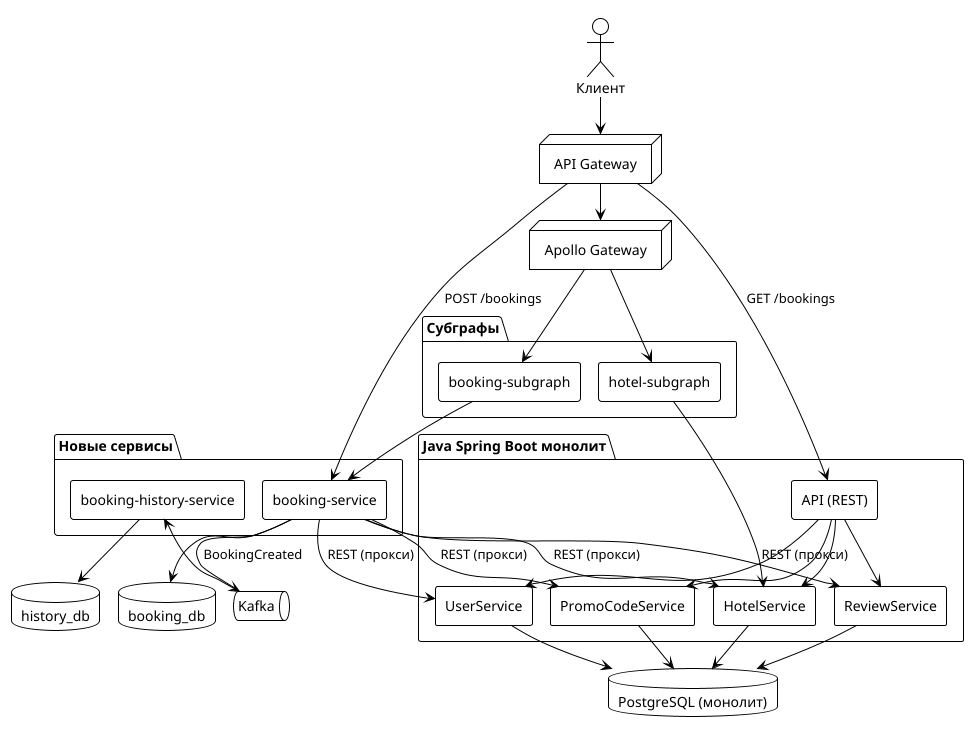 Клиент
API Gateway
Apollo Gateway
POST /bookings
GET /bookings
Субграфы
booking-subgraph
hotel-subgraph
Новые сервисы
booking-history-service
booking-service
Java Spring Boot монолит
API (REST)
BookingCreated
REST (прокси)
REST (прокси)
REST (прокси)
REST (прокси)
history_db
booking_db
Kafka
UserService
PromoCodeService
HotelService
ReviewService
PostgreSQL (монолит)